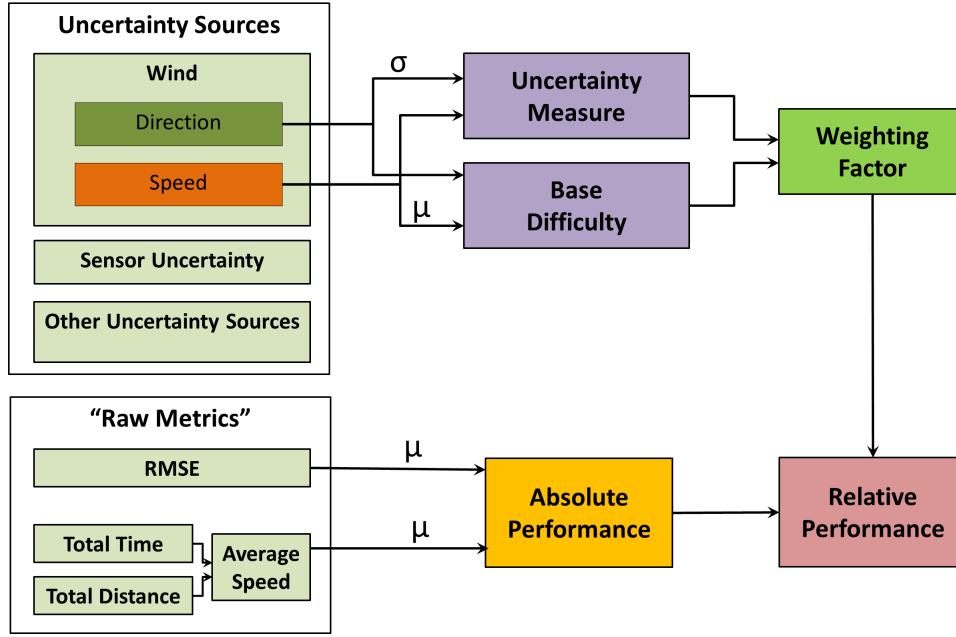 Uncertainty Sources
Wind
Direction
Speed
Sensor Uncertainty
Other Uncertainty Sources
σ
μ
Uncertainty
Measure
Base
Difficulty
Weighting
Factor
“Raw Metrics”
RMSE
Total Time
Total Distance
Average
Speed
μ
μ
Absolute
Performance
Relative
Performance